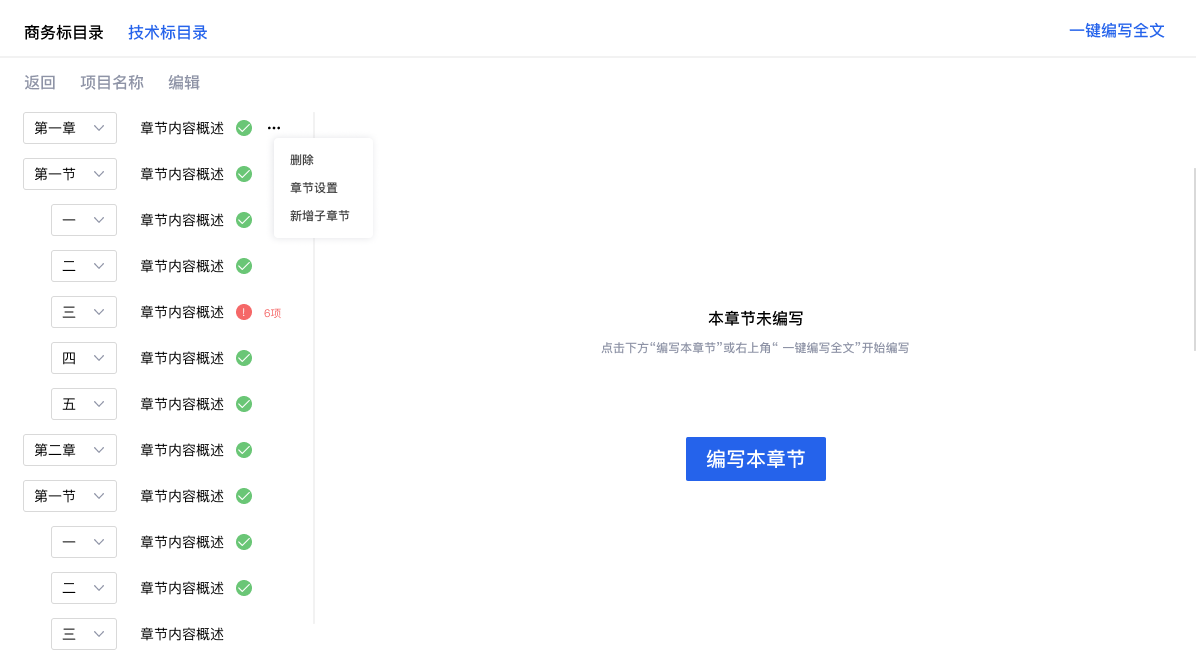 商务标目录 技术标目录 一键编写全文
返回 项目名称 编辑
第一章 章节内容概述
删除
第一节 章节内容概述
章节设置
新增子章节
一 章节内容概述
二 章节内容概述
三 章节内容概述 6项
本章节未编写
点击下方“编写本章节”或右上角“ 一键编写全文”开始编写
四 章节内容概述
五 章节内容概述
第二章 章节内容概述
编写本章节
第一节 章节内容概述
一 章节内容概述
二 章节内容概述
三 章节内容概述